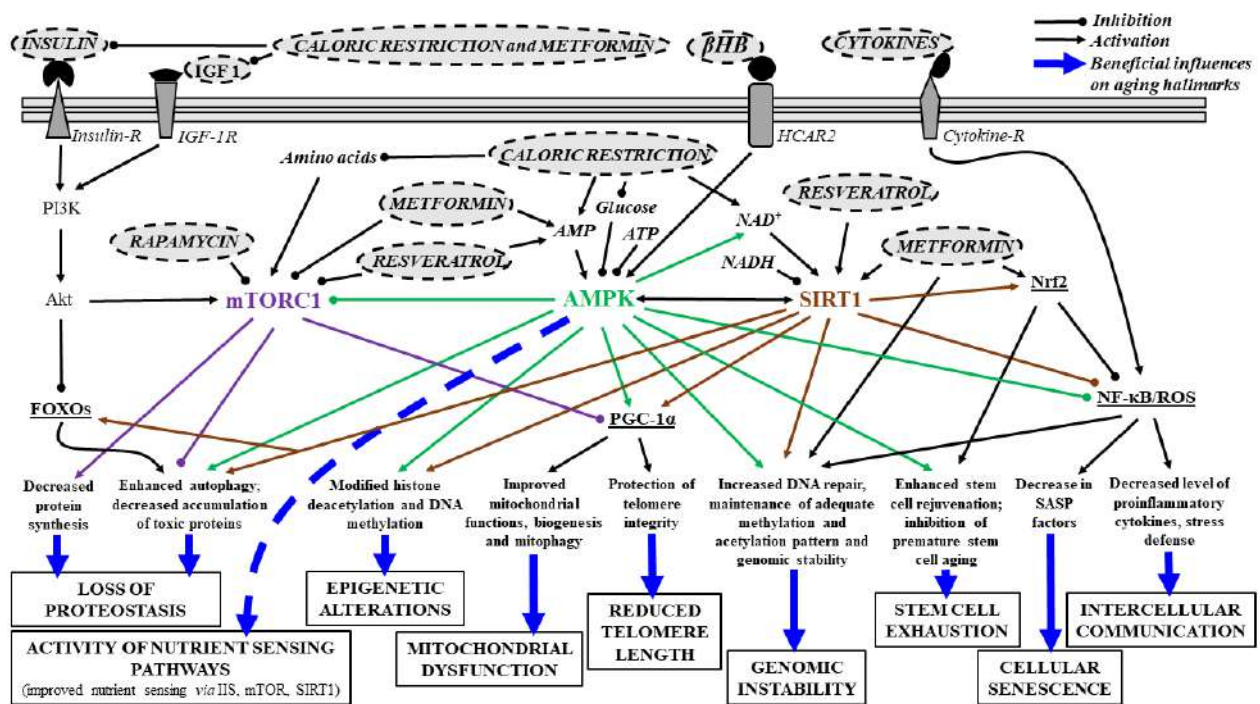 INSULIN
CALORIC RESTRICTION and METFORMIN
βHB
CYTOKINES
Inhibition
Activation
Beneficial influences
on aging hallmarks
IGF1
Insulin-R
IGF-1R
HCAR2
Cytokine-R
Amino acids
CALORIC RESTRICTION
RESVERATROL
PI3K
METFORMIN
Glucose
NAD+
AMP
ATP
RAPAMYCIN
RESVERATROL
NADH
METFORMIN
Nrf2
Akt
mTORC1
AMPK
SIRT1
FOXOs
PGC-1α
NF-κB/ROS
Decreased
protein
synthesis
Enhanced autophagy;
decreased accumulation
of toxic proteins
Modified histone
deacetylation and DNA
methylation
Improved
mitochondrial
functions, biogenesis
and mitophagy
Protection of
telomere
integrity
Increased DNA repair,
maintenance of adequate
methylation and
acetylation pattern and
genomic stability
Enhanced stem
cell rejuvenation;
inhibition of
premature stem
cell aging
Decrease in
SASP
factors
Decreased level of
proinflammatory
cytokines, stress
defense
LOSS OF
PROTEOSTASIS
ACTIVITY OF NUTRIENT SENSING
PATHWAYS
(improved nutrient sensing via IIS, mTOR, SIRT1)
EPIGENETIC
ALTERATIONS
MITOCHONDRIAL
DYSFUNCTION
REDUCED
TELOMERE
LENGTH
GENOMIC
INSTABILITY
STEM CELL
EXHAUSTION
CELLULAR
SENESCENCE
INTERCELLULAR
COMMUNICATION